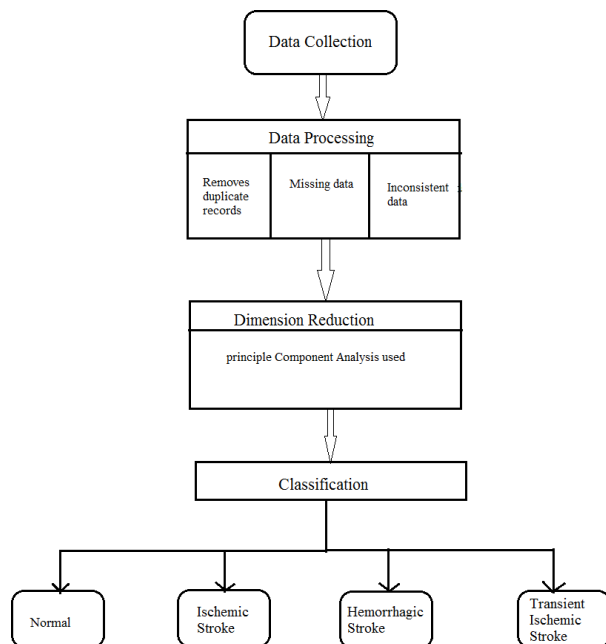 Data Collection
Data Processing
Removes
duplicate
records
Missing data
Inconsistent
data
Dimension Reduction
principle Component Analysis used
Classification
Normal
Ischemic
Stroke
Hemorrhagic
Stroke
Transient
Ischemic
Stroke